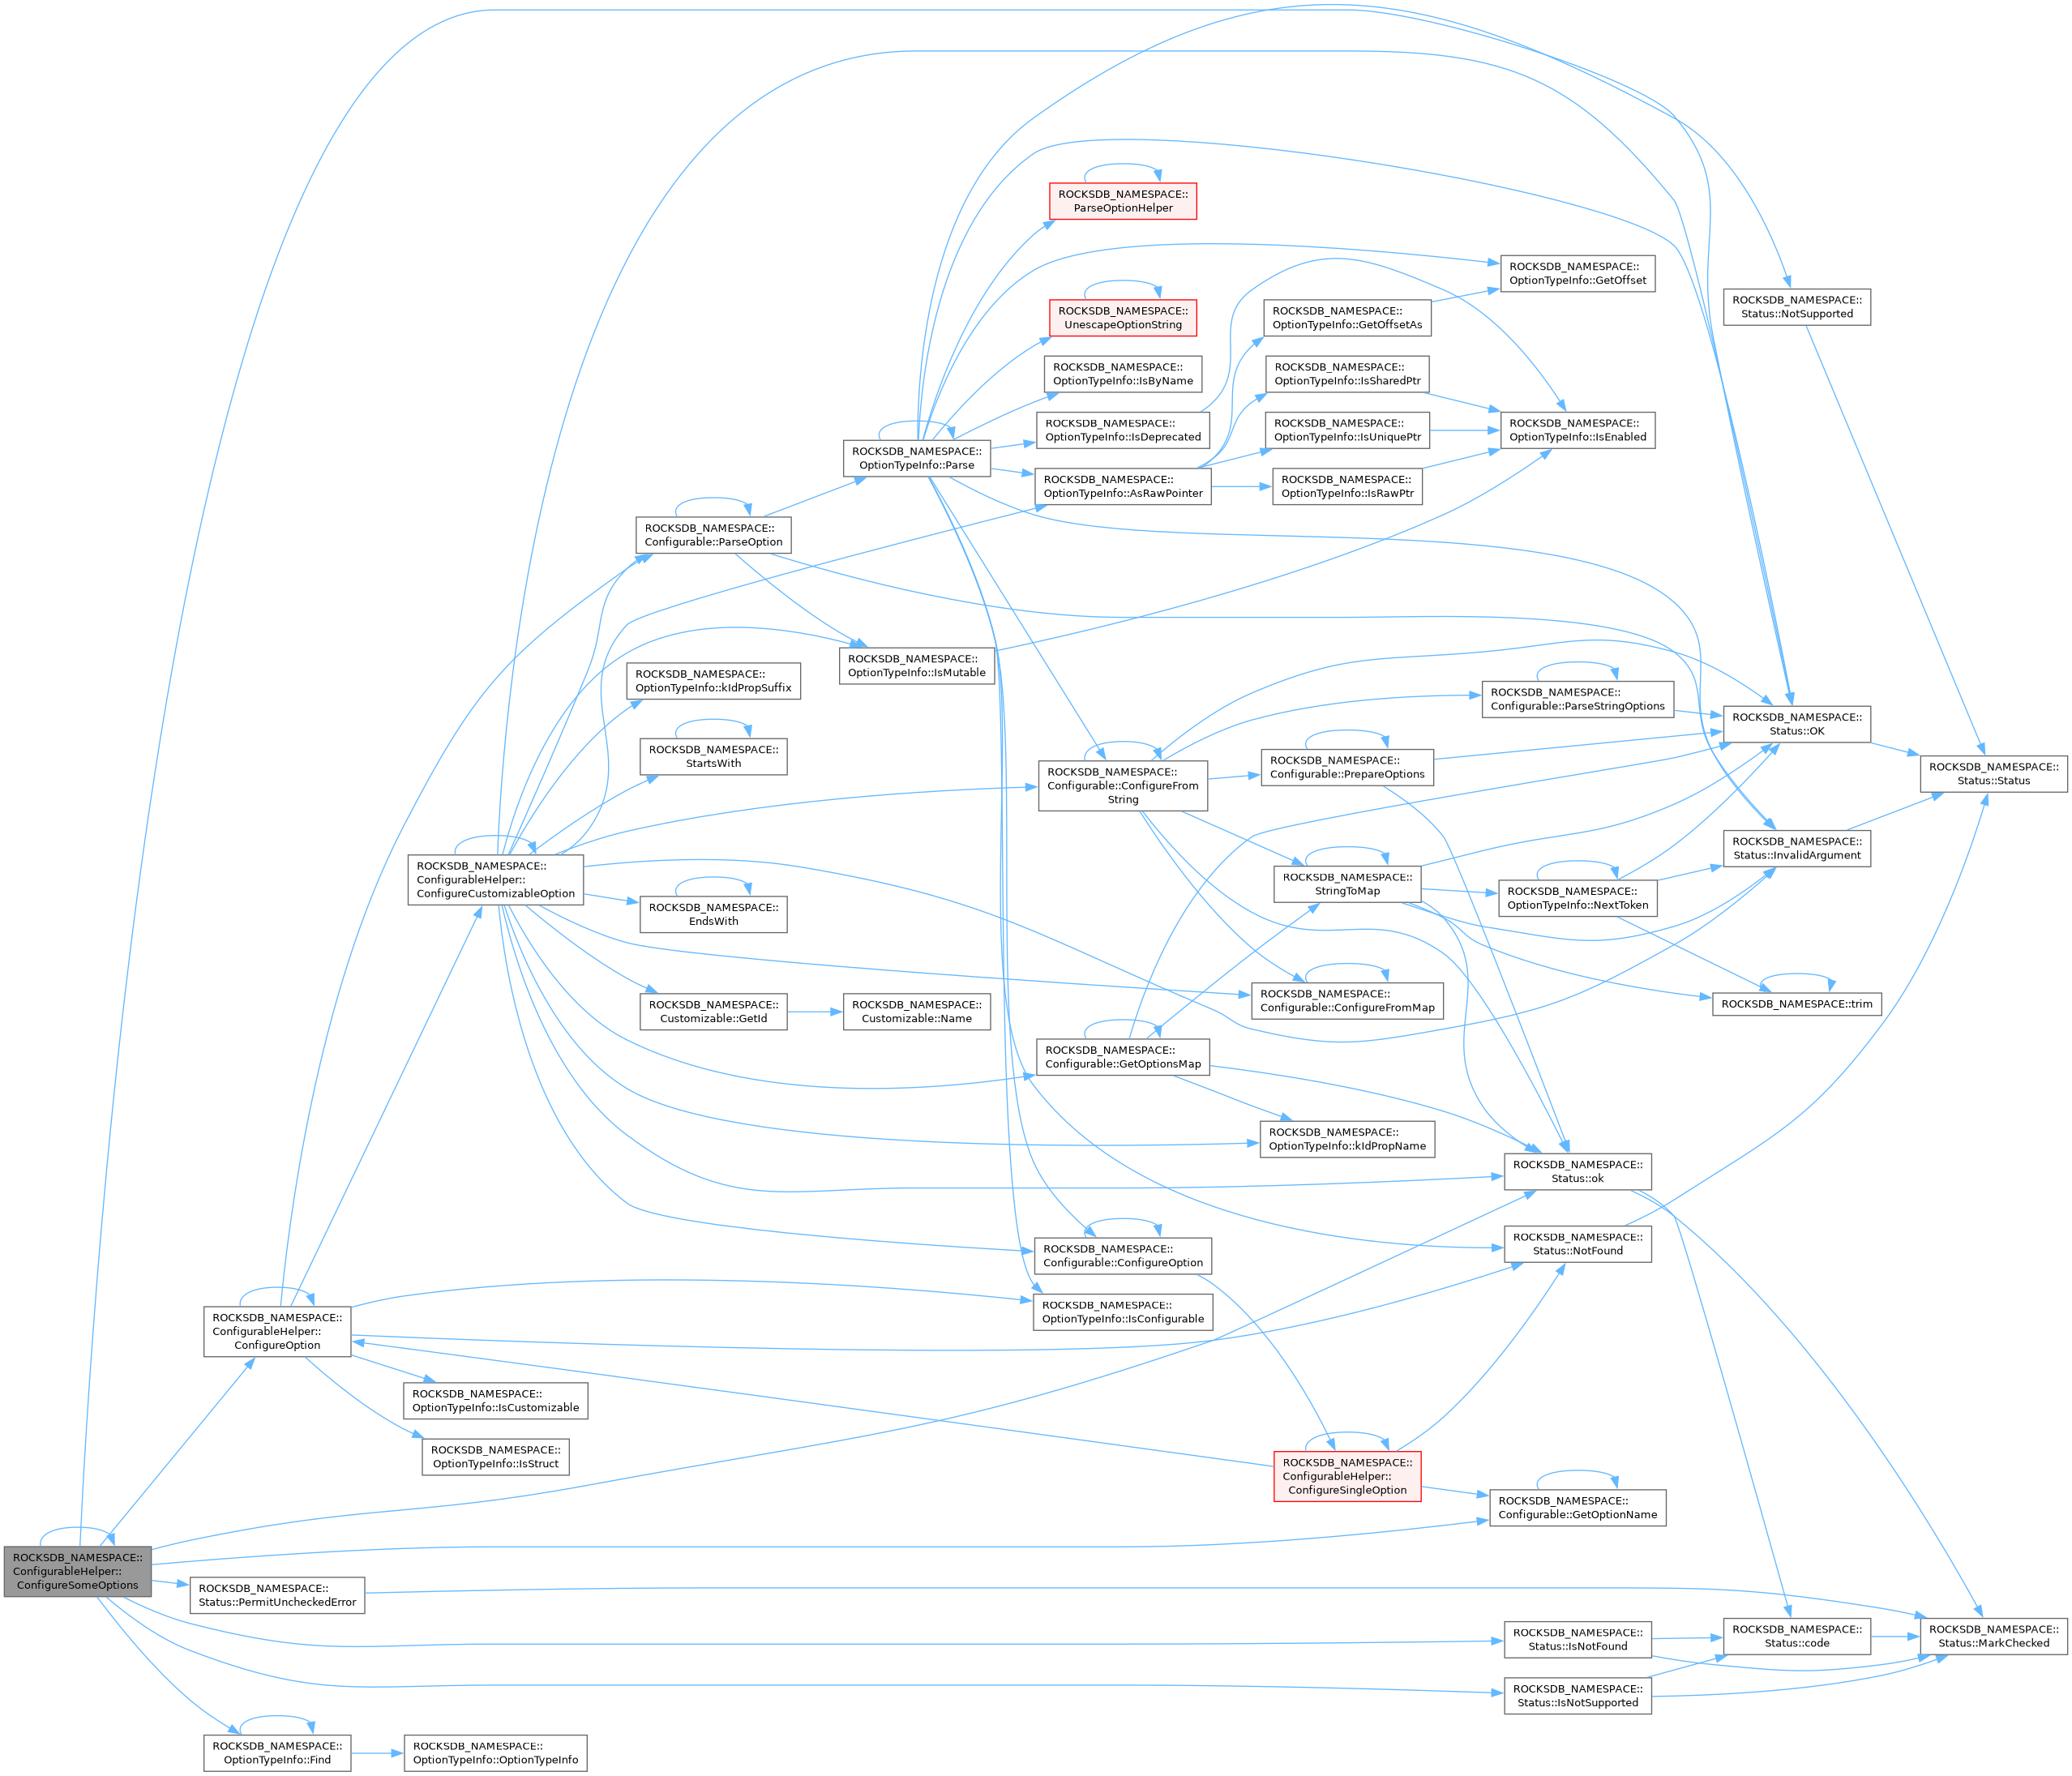 ROCKSDB_NAMESPACE::
ParseOptionHelper
ROCKSDB_NAMESPACE::
OptionTypeInfo::GetOffset
ROCKSDB_NAMESPACE::
Status::NotSupported
ROCKSDB_NAMESPACE::
UnescapeOptionString
ROCKSDB_NAMESPACE::
OptionTypeInfo::GetOffsetAs
ROCKSDB_NAMESPACE::
OptionTypeInfo::IsByName
ROCKSDB_NAMESPACE::
OptionTypeInfo::IsSharedPtr
ROCKSDB_NAMESPACE::
OptionTypeInfo::IsDeprecated
ROCKSDB_NAMESPACE::
OptionTypeInfo::IsUniquePtr
ROCKSDB_NAMESPACE::
OptionTypeInfo::IsEnabled
ROCKSDB_NAMESPACE::
OptionTypeInfo::Parse
ROCKSDB_NAMESPACE::
OptionTypeInfo::AsRawPointer
ROCKSDB_NAMESPACE::
OptionTypeInfo::IsRawPtr
ROCKSDB_NAMESPACE::
Configurable::ParseOption
ROCKSDB_NAMESPACE::
OptionTypeInfo::IsMutable
ROCKSDB_NAMESPACE::
OptionTypeInfo::kIdPropSuffix
ROCKSDB_NAMESPACE::
Configurable::ParseStringOptions
ROCKSDB_NAMESPACE::
Status::OK
ROCKSDB_NAMESPACE::
StartsWith
ROCKSDB_NAMESPACE::
Configurable::PrepareOptions
ROCKSDB_NAMESPACE::
Status::Status
ROCKSDB_NAMESPACE::
Configurable::ConfigureFrom
String
ROCKSDB_NAMESPACE::
Status::InvalidArgument
ROCKSDB_NAMESPACE::
ConfigurableHelper::
ConfigureCustomizableOption
ROCKSDB_NAMESPACE::
StringToMap
ROCKSDB_NAMESPACE::
OptionTypeInfo::NextToken
ROCKSDB_NAMESPACE::
EndsWith
ROCKSDB_NAMESPACE::
Customizable::GetId
ROCKSDB_NAMESPACE::
Customizable::Name
ROCKSDB_NAMESPACE::
Configurable::ConfigureFromMap
ROCKSDB_NAMESPACE::trim
ROCKSDB_NAMESPACE::
Configurable::GetOptionsMap
ROCKSDB_NAMESPACE::
OptionTypeInfo::kIdPropName
ROCKSDB_NAMESPACE::
Status::ok
ROCKSDB_NAMESPACE::
Configurable::ConfigureOption
ROCKSDB_NAMESPACE::
Status::NotFound
ROCKSDB_NAMESPACE::
OptionTypeInfo::IsConfigurable
ROCKSDB_NAMESPACE::
ConfigurableHelper::
ConfigureOption
ROCKSDB_NAMESPACE::
OptionTypeInfo::IsCustomizable
ROCKSDB_NAMESPACE::
OptionTypeInfo::IsStruct
ROCKSDB_NAMESPACE::
ConfigurableHelper::
ConfigureSingleOption
ROCKSDB_NAMESPACE::
Configurable::GetOptionName
ROCKSDB_NAMESPACE::
ConfigurableHelper::
ConfigureSomeOptions
ROCKSDB_NAMESPACE::
Status::PermitUncheckedError
ROCKSDB_NAMESPACE::
Status::IsNotFound
ROCKSDB_NAMESPACE::
Status::code
ROCKSDB_NAMESPACE::
Status::MarkChecked
ROCKSDB_NAMESPACE::
Status::IsNotSupported
ROCKSDB_NAMESPACE::
OptionTypeInfo::Find
ROCKSDB_NAMESPACE::
OptionTypeInfo::OptionTypeInfo